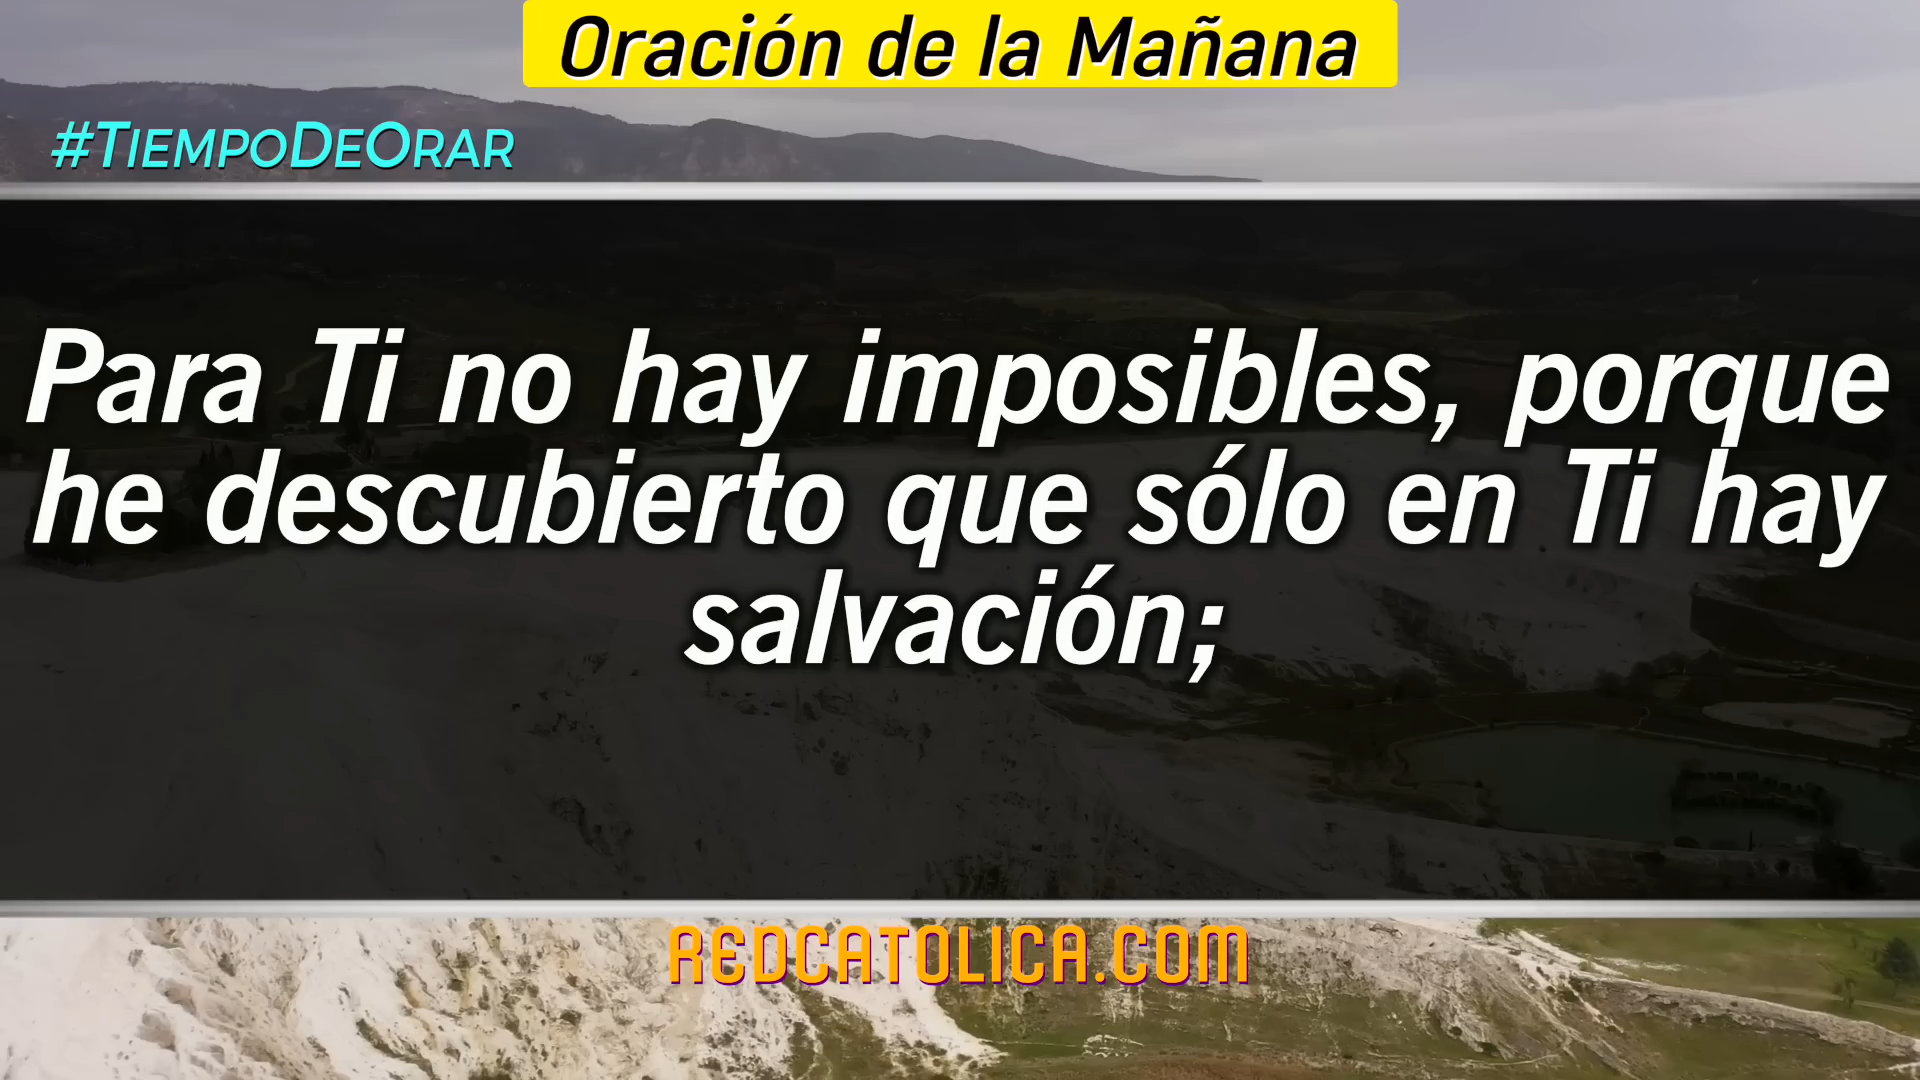 Oración de la Mañana
#TiempoDeOrar
Para Ti no hay imposibles, porque
he descubierto que sólo en Ti hay
salvación;
REDCATOLICA.COM